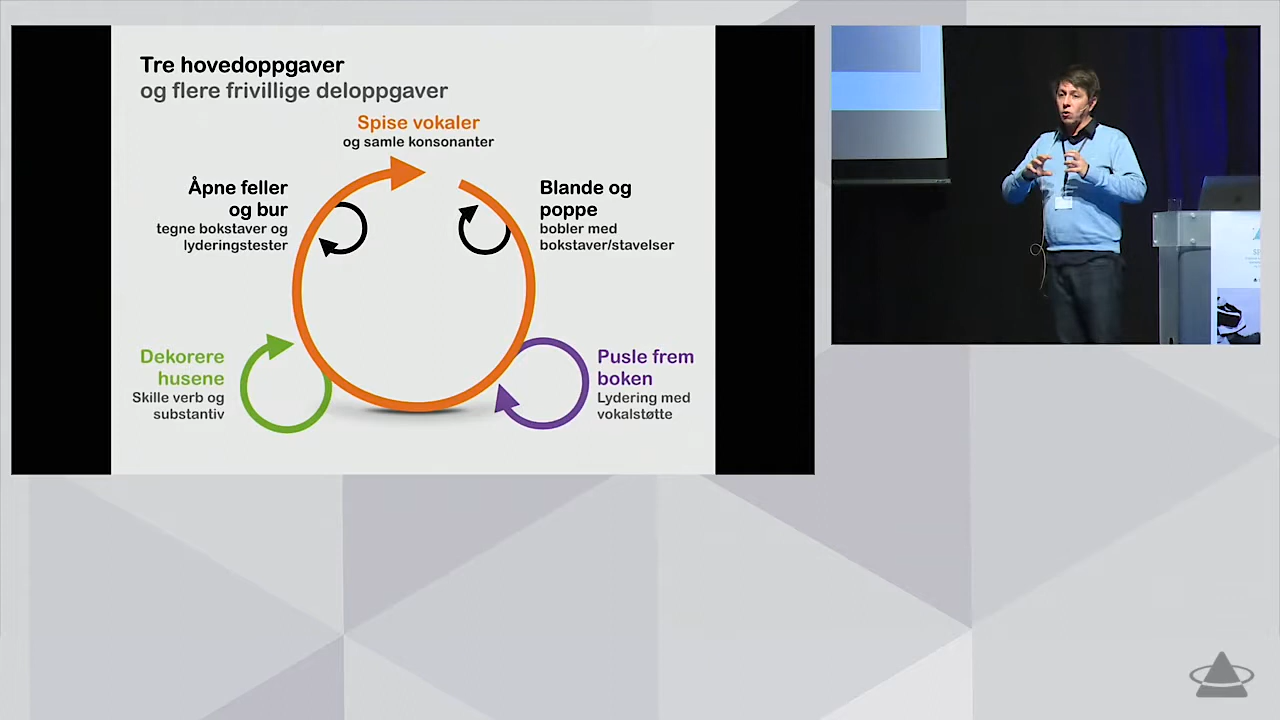 Tre hovedoppgaver
og flere frivillige deloppgaver
Spise vokaler
og samle konsonanter
Åpne feller
og bur
tegne bokstaver og
lyderingstester
Blande og
poppe
bobler med
bokstaver/stavelser
Dekorere
husene
Skille verb og
substantiv
Pusle frem
boken
Lydering med
vokalstøtte